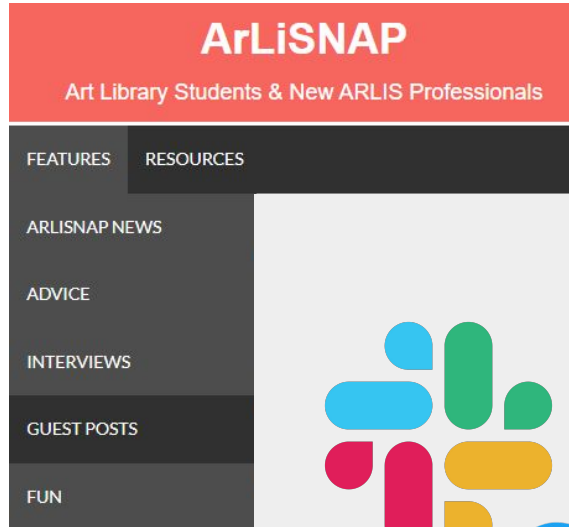 ArLiSNAP
Art Library Students & New ARLIS Professionals
FEATURES RESOURCES
ARLISNAP NEWS
ADVICE
INTERVIEWS
GUEST POSTS
FUN